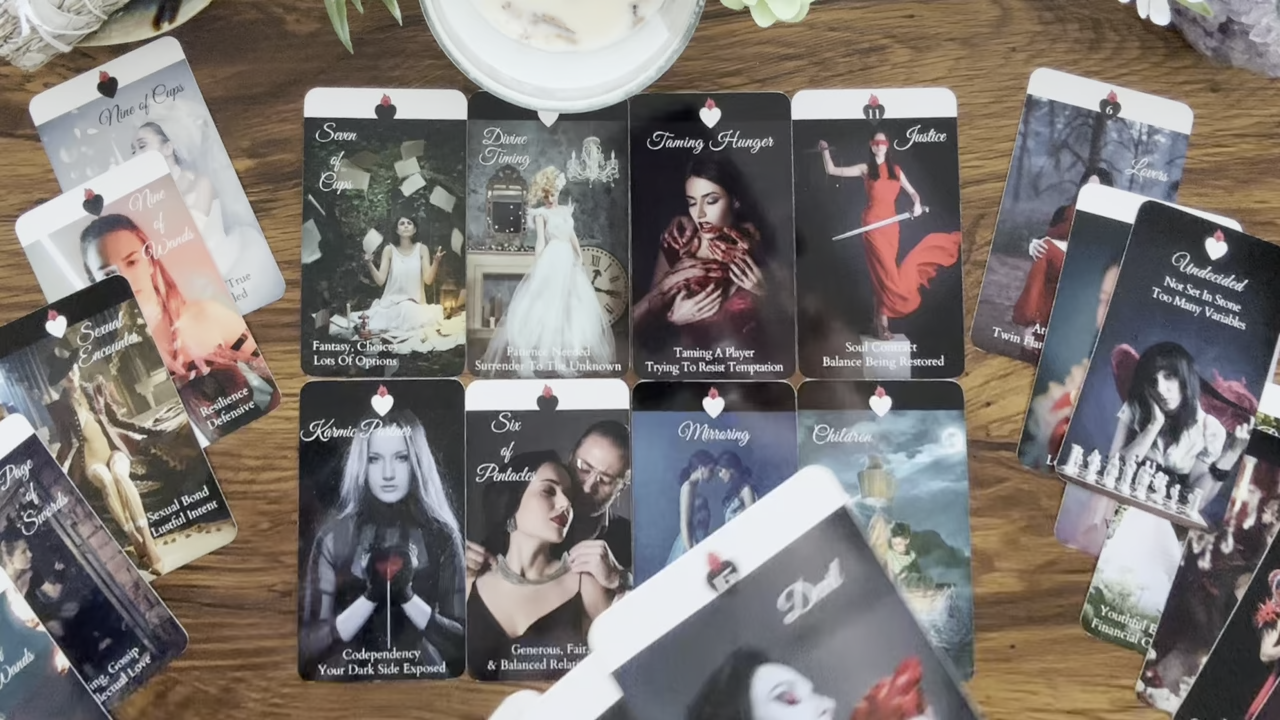 Nine of Cups
True
Nine
of
Wands
Resilience
Defensive
Sexual
Encounter
Sexual Bond
Lustful Intent
Page
of
Swords
Gossip
Love
Wands
Seven
of
Cups
Fantasy, Choices
Lots Of Options
Divine
Timing
Patience Needed
Surrender To The Unknown
Taming Hunger
Taming A Player
Trying To Resist Temptation
11
Justice
Soul Contract
Balance Being Restored
Karmic Partner
Codependency
Your Dark Side Exposed
Six
of
Pentacles
Generous, Fair
& Balanced
Mirroring
Children
6
Lovers
Twin
Undecided
Not Set In Stone
Too Many Variables
Youthful
Financial